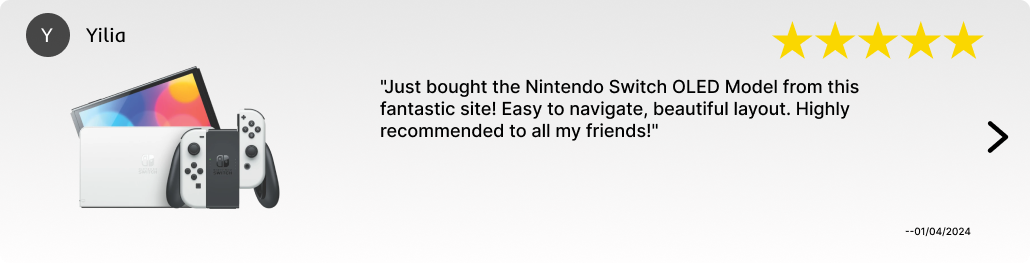 Y
Yilia
"Just bought the Nintendo Switch OLED Model from this
fantastic site! Easy to navigate, beautiful layout. Highly
recommended to all my friends!"
--01/04/2024